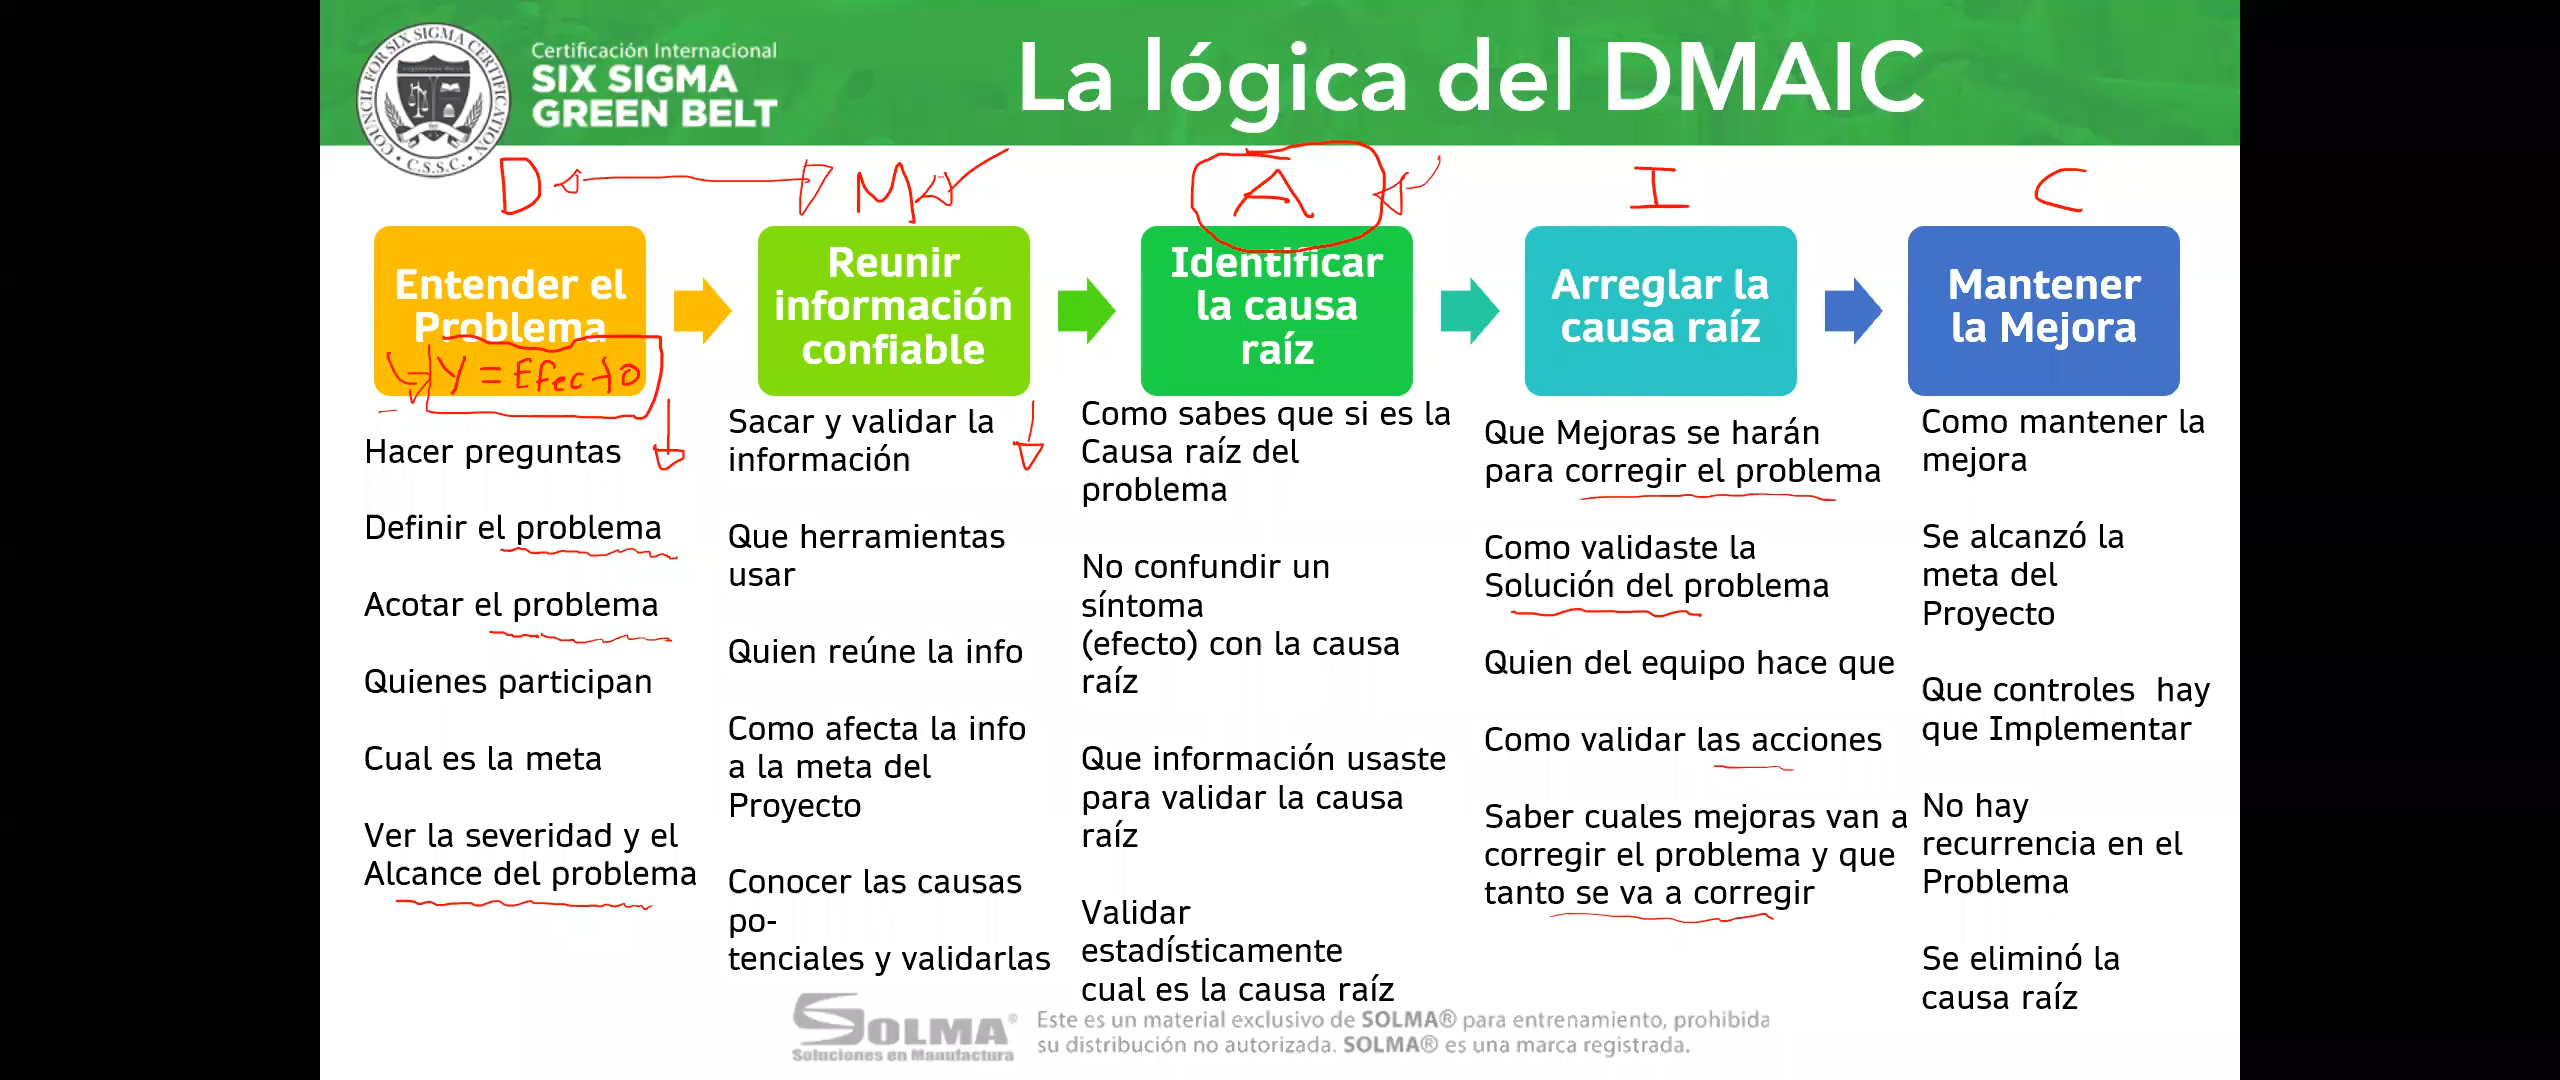 COUNCIL FOR SIX SIGMA CERTIFICATION
• C.S.S.C. •
Certificación Internacional
SIX SIGMA
GREEN BELT
La lógica del DMAIC
D
M
A
I
C
Entender el
Problema
Y = Efecto
Hacer preguntas
Definir el problema
Acotar el problema
Quienes participan
Cual es la meta
Ver la severidad y el
Alcance del problema
Reunir
información
confiable
Sacar y validar la
información
Que herramientas
usar
Quien reúne la info
Como afecta la info
a la meta del
Proyecto
Conocer las causas
po-
tenciales y validarlas
Identificar
la causa
raíz
Como sabes que si es la
Causa raíz del
problema
No confundir un
síntoma
(efecto) con la causa
raíz
Que información usaste
para validar la causa
raíz
Validar
estadísticamente
cual es la causa raíz
Arreglar la
causa raíz
Que Mejoras se harán
para corregir el problema
Como validaste la
Solución del problema
Quien del equipo hace que
Como validar las acciones
Saber cuales mejoras van a
corregir el problema y que
tanto se va a corregir
Mantener
la Mejora
Como mantener la
mejora
Se alcanzó la
meta del
Proyecto
Que controles hay
que Implementar
No hay
recurrencia en el
Problema
Se eliminó la
causa raíz
SOLMA®
Soluciones en Manufactura
Este es un material exclusivo de SOLMA® para entrenamiento, prohibida
su distribución no autorizada. SOLMA® es una marca registrada.